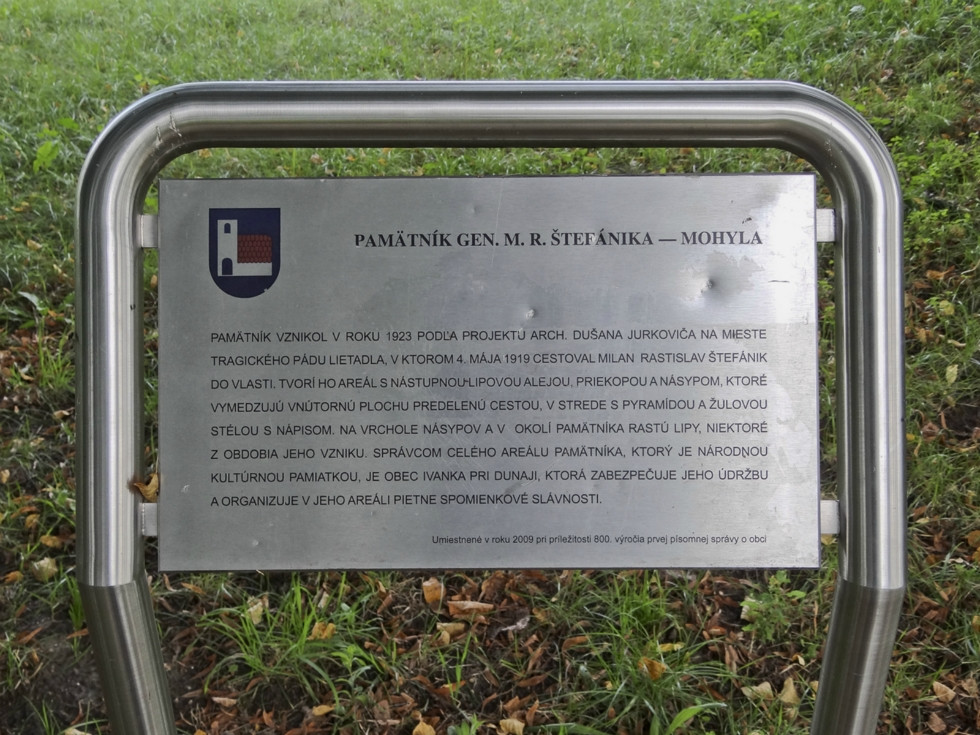 PAMÄTNÍK GEN. M. R. ŠTEFÁNIKA — MOHYLA
PAMÄTNÍK VZNIKOL V ROKU 1923 PODĽA PROJEKTU ARCH. DUŠANA JURKOVIČA NA MIESTE
TRAGICKÉHO PÁDU LIETADLA, V KTOROM 4. MÁJA 1919 CESTOVAL MILAN RASTISLAV ŠTEFÁNIK
DO VLASTI. TVORÍ HO AREÁL S NÁSTUPNOU LIPOVOU ALEJOU, PRIEKOPOU A NÁSYPOM, KTORÉ
VYMEDZUJÚ VNÚTORNÚ PLOCHU PREDELENÚ CESTOU, V STREDE S PYRAMÍDOU A ŽULOVOU
STÉLOU S NÁPISOM. NA VRCHOLE NÁSYPOV A V OKOLÍ PAMÄTNÍKA RASTÚ LIPY, NIEKTORÉ
Z OBDOBIA JEHO VZNIKU. SPRÁVCOM CELÉHO AREÁLU PAMÄTNÍKA, KTORÝ JE NÁRODNOU
KULTÚRNOU PAMIATKOU, JE OBEC IVANKA PRI DUNAJI, KTORÁ ZABEZPEČUJE JEHO ÚDRŽBU
A ORGANIZUJE V JEHO AREÁLI PIETNE SPOMIENKOVÉ SLÁVNOSTI.
Umiestnené v roku 2009 pri príležitosti 800. výročia prvej písomnej správy o obci